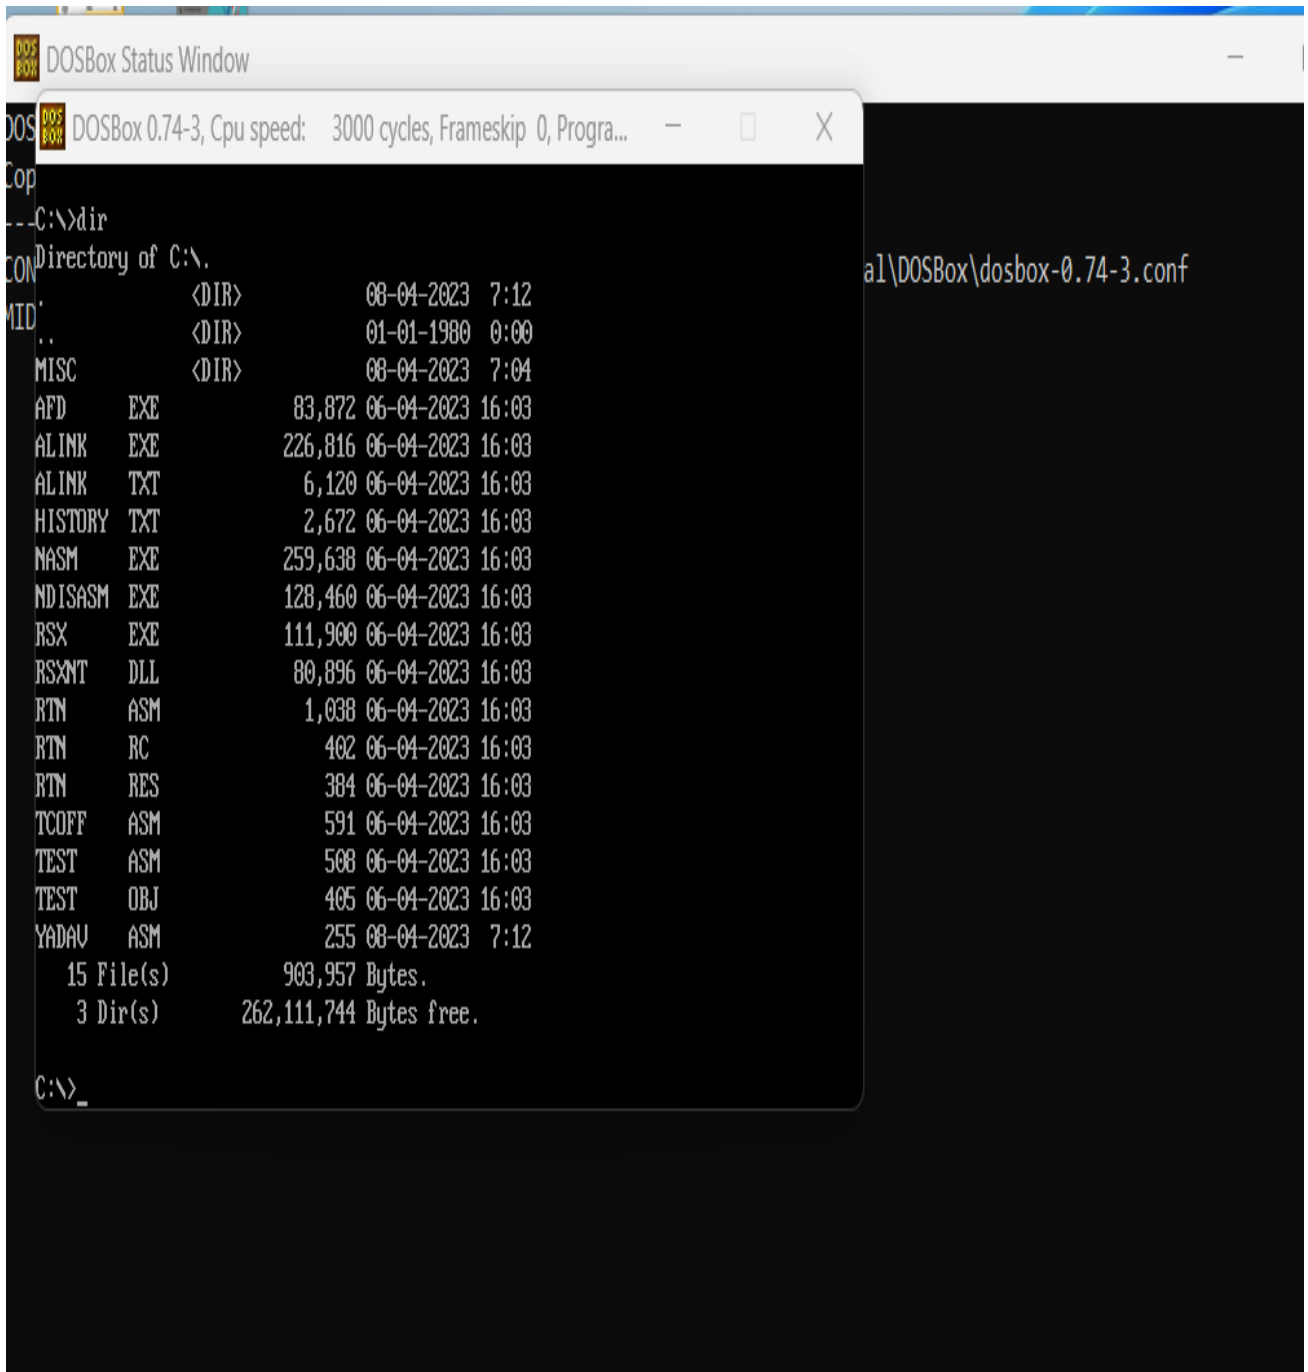 DOSBox Status Window
DOSBox 0.74-3, Cpu speed: 3000 cycles, Frameskip 0, Progra...
DOS
Cop
---
CON
MID
al\DOSBox\dosbox-0.74-3.conf
C:\>dir
Directory of C:\.
. <DIR> 08-04-2023 7:12
.. <DIR> 01-01-1980 0:00
MISC <DIR> 08-04-2023 7:04
AFD EXE 83,872 06-04-2023 16:03
ALINK EXE 226,816 06-04-2023 16:03
ALINK TXT 6,120 06-04-2023 16:03
HISTORY TXT 2,672 06-04-2023 16:03
NASM EXE 259,638 06-04-2023 16:03
NDISASM EXE 128,460 06-04-2023 16:03
RSX EXE 111,900 06-04-2023 16:03
RSXNT DLL 80,896 06-04-2023 16:03
RTN ASM 1,038 06-04-2023 16:03
RTN RC 402 06-04-2023 16:03
RTN RES 384 06-04-2023 16:03
TCOFF ASM 591 06-04-2023 16:03
TEST ASM 508 06-04-2023 16:03
TEST OBJ 405 06-04-2023 16:03
YADAV ASM 255 08-04-2023 7:12
15 File(s) 903,957 Bytes.
3 Dir(s) 262,111,744 Bytes free.
C:\>_